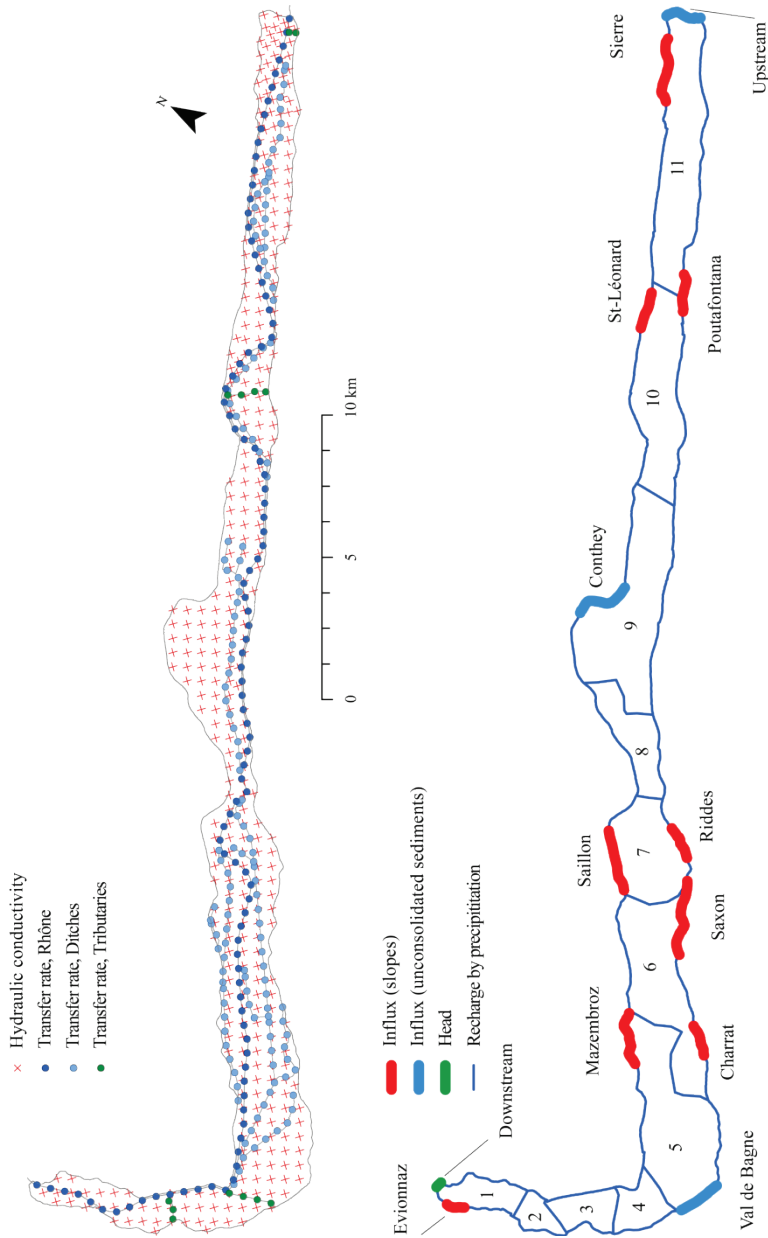 Hydraulic conductivity
Transfer rate, Rhône
Transfer rate, Ditches
Transfer rate, Tributaries
N
0
5
10 km
Influx (slopes)
Influx (unconsolidated sediments)
Head
Recharge by precipititation
Evionnaz
Downstream
Mazembroz
Saillon
Conthey
St-Léonard
Sierre
1
2
3
4
5
6
7
8
9
10
11
Val de Bagne
Charrat
Saxon
Riddes
Poutafontana
Upstream